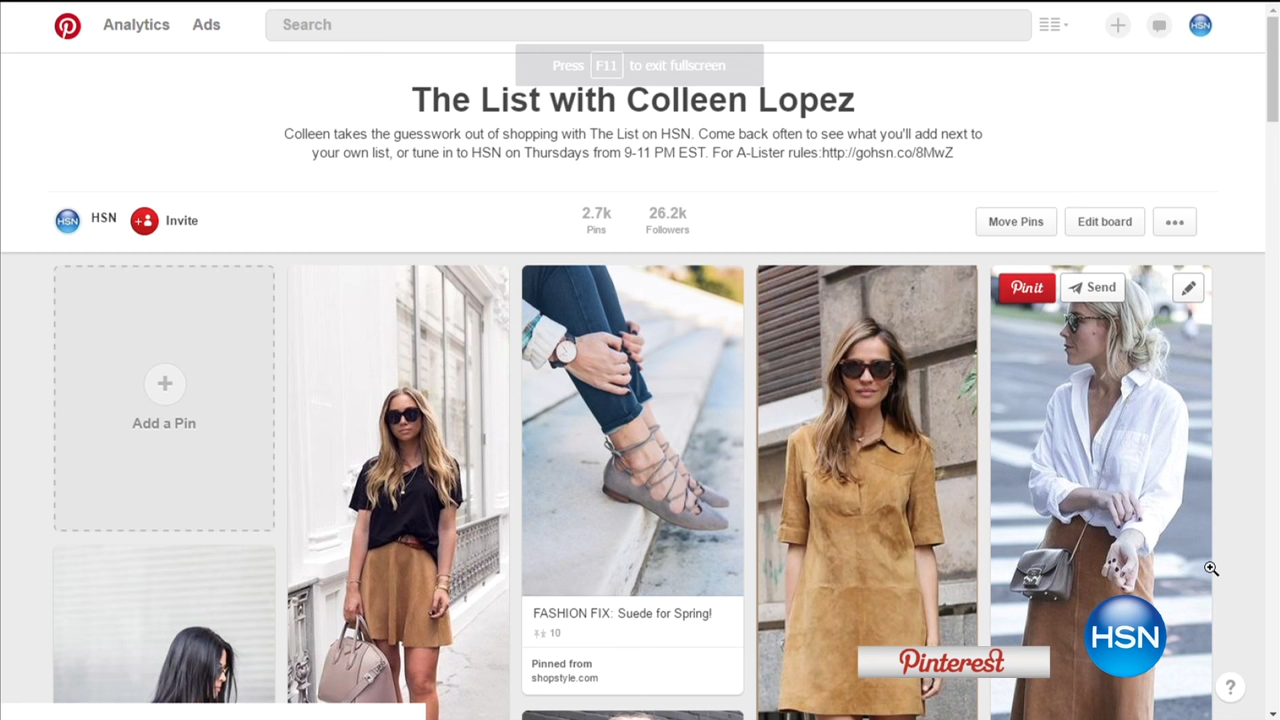 Analytics Ads Search HSN
Press F11 to exit fullscreen
The List with Colleen Lopez
Colleen takes the guesswork out of shopping with The List on HSN. Come back often to see what you'll add next to
your own list, or tune in to HSN on Thursdays from 9-11 PM EST. For A-Lister rules:http://gohsn.co/8MwZ
HSN HSN Invite
2.7k
Pins
26.2k
Followers
Move Pins Edit board
Add a Pin
Pin it Send
FASHION FIX: Suede for Spring!
10
Pinned from
shopstyle.com
Pinterest
HSN
?